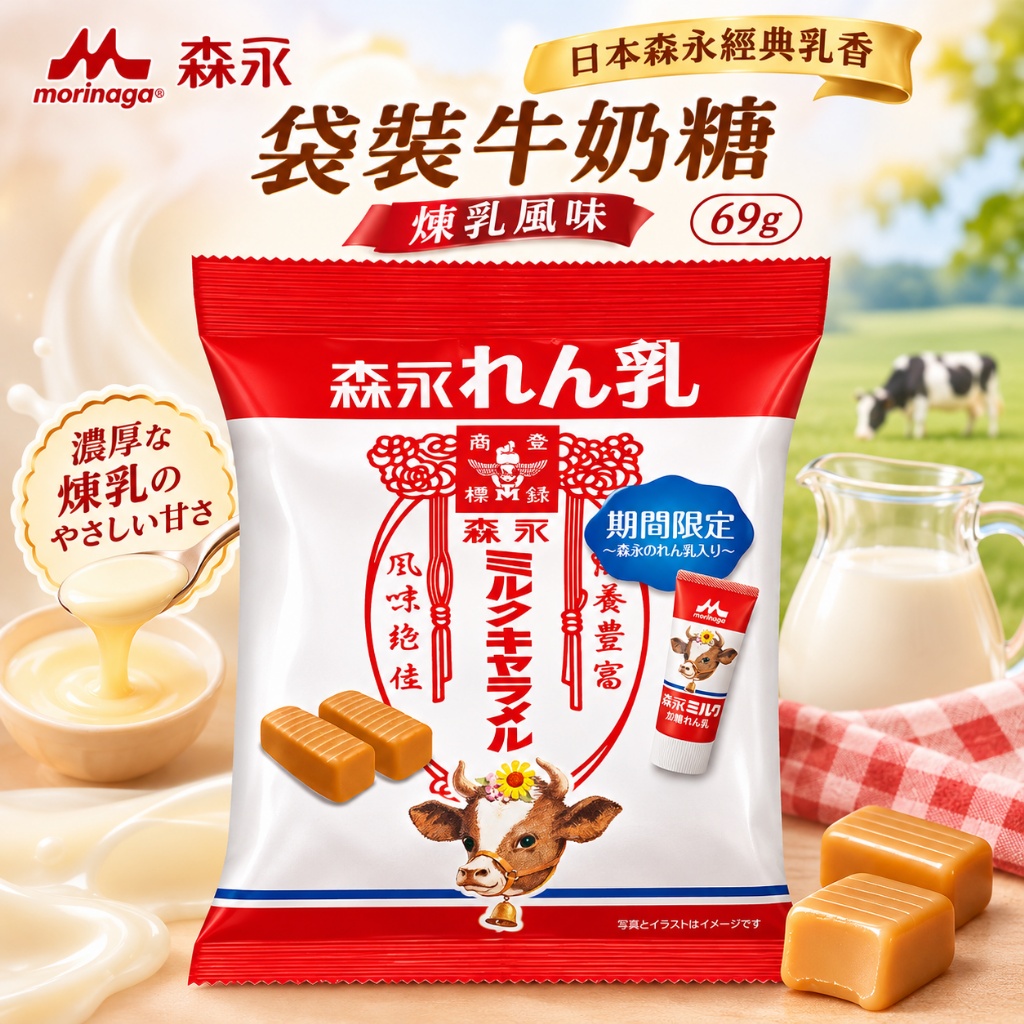 morinaga®
森永
日本森永經典乳香
袋裝牛奶糖
煉乳風味
69g
森永れん乳
商登
標録
森永
ミルクキャラメル
風味絶佳
養豊富
期間限定
～森永のれん乳入り～
morinaga
森永ミルク
加糖れん乳
濃厚な
煉乳の
やさしい甘さ
写真とイラストはイメージです